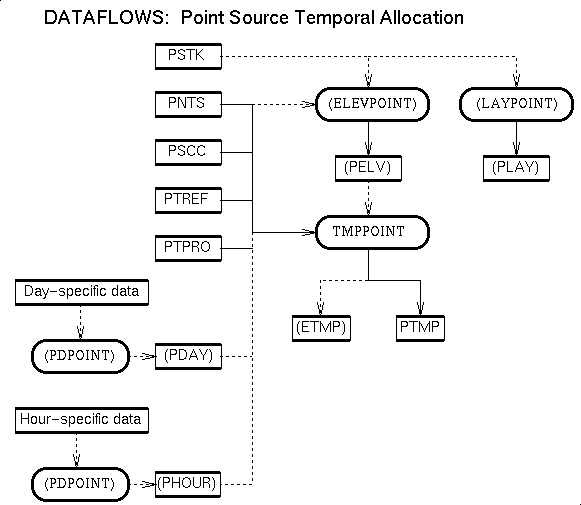 DATAFLOWS: Point Source Temporal Allocation
PSTK
PNTS
(ELEVPOINT)
(LAYPOINT)
PSCC
(PELV)
(PLAY)
PTREF
TMPPOINT
PTPRO
Day-specific data
(ETMP)
PTMP
(PDPOINT)
(PDAY)
Hour-specific data
(PDPOINT)
(PHOUR)